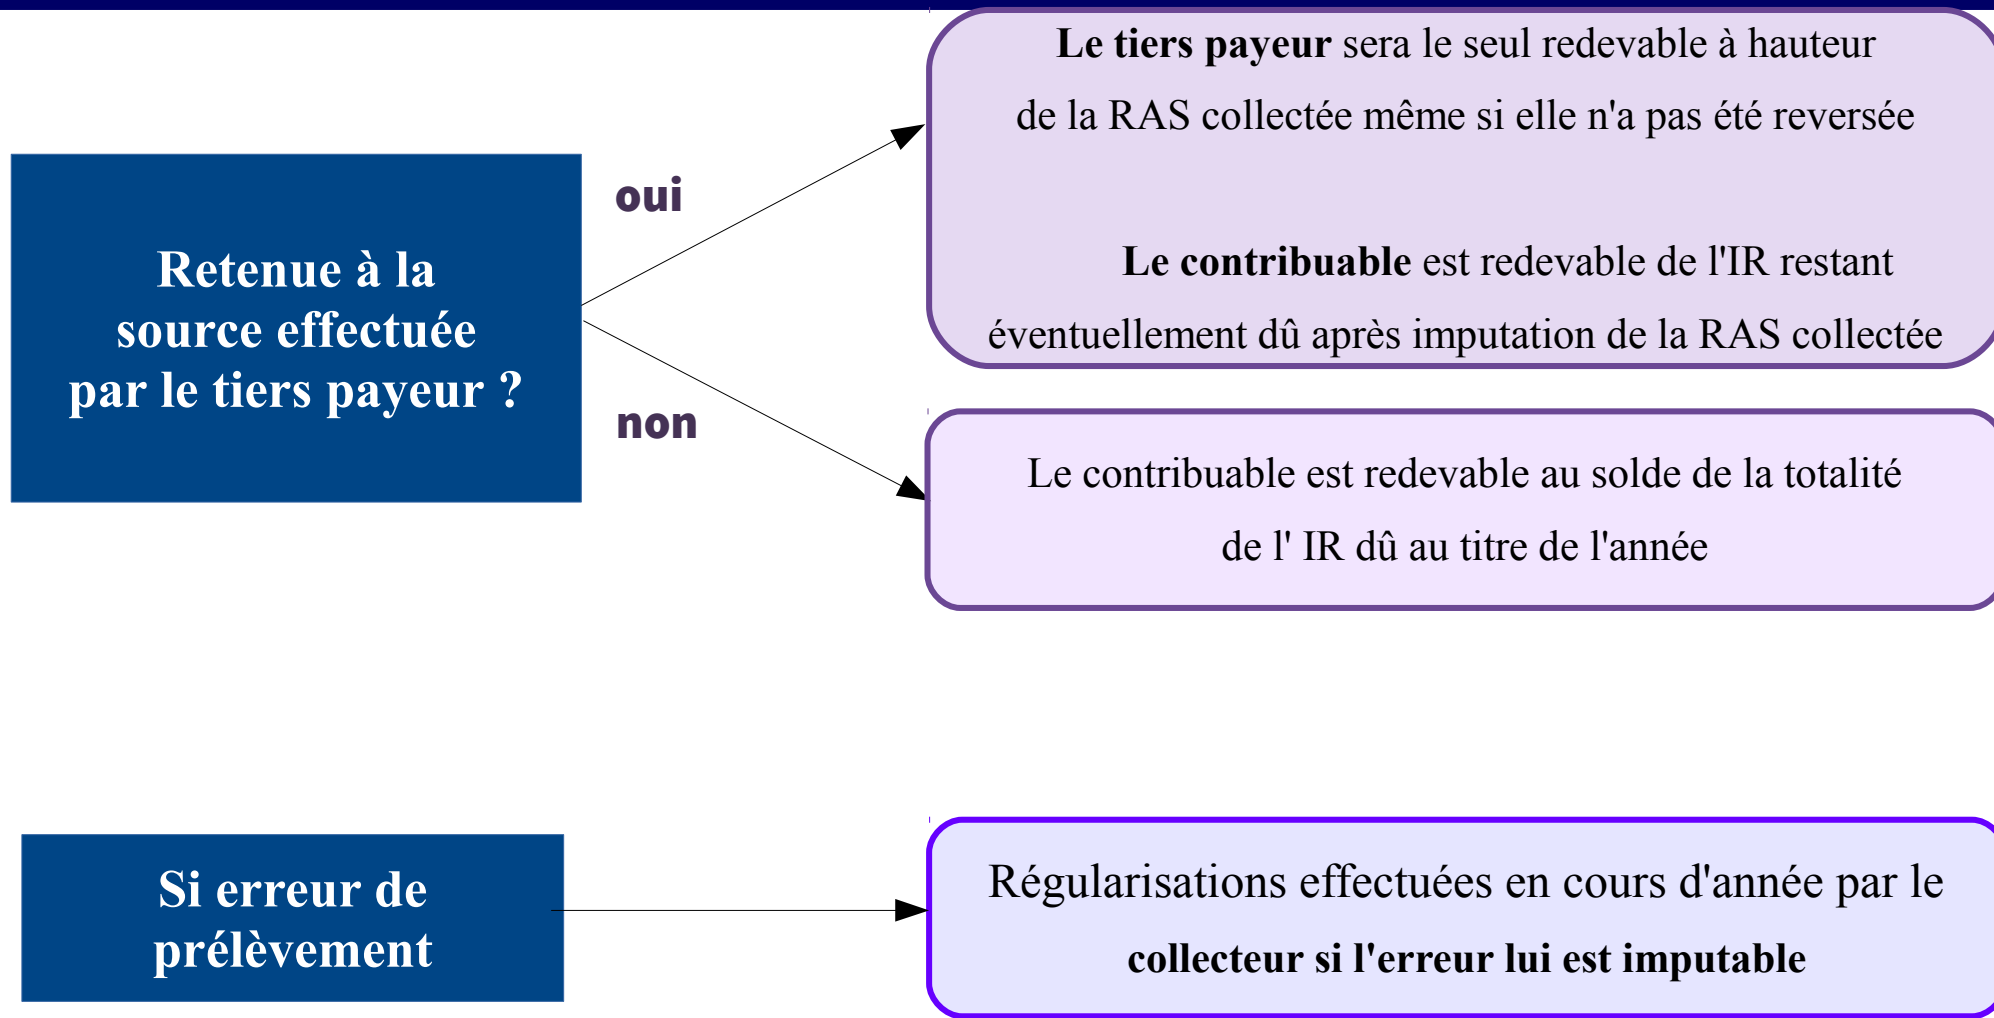 Retenue à la
source effectuée
par le tiers payeur ?
oui
Le tiers payeur sera le seul redevable à hauteur
de la RAS collectée même si elle n'a pas été reversée
Le contribuable est redevable de l'IR restant
éventuellement dû après imputation de la RAS collectée
non
Le contribuable est redevable au solde de la totalité
de l' IR dû au titre de l'année
Si erreur de
prélèvement
Régularisations effectuées en cours d'année par le
collecteur si l'erreur lui est imputable